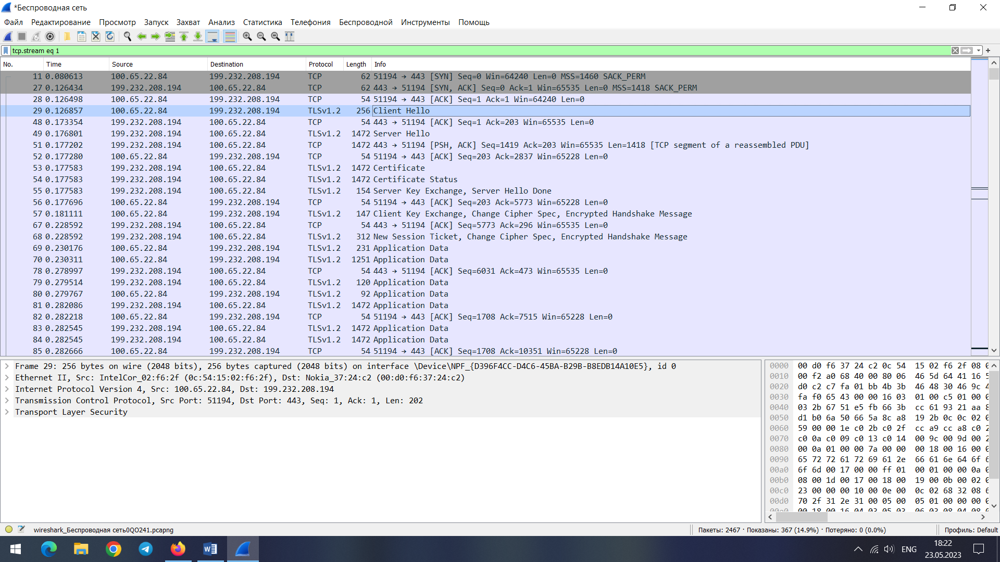 *Беспроводная сеть
Файл Редактирование Просмотр Запуск Захват Анализ Статистика Телефония Беспроводной Инструменты Помощь
tcp.stream eq 1
No. Time Source Destination Protocol Length Info
11 0.080613 100.65.22.84 199.232.208.194 TCP 62 51194 → 443 [SYN] Seq=0 Win=64240 Len=0 MSS=1460 SACK_PERM
27 0.126434 199.232.208.194 100.65.22.84 TCP 62 443 → 51194 [SYN, ACK] Seq=0 Ack=1 Win=65535 Len=0 MSS=1418 SACK_PERM
28 0.126498 100.65.22.84 199.232.208.194 TCP 54 51194 → 443 [ACK] Seq=1 Ack=1 Win=64240 Len=0
29 0.126857 100.65.22.84 199.232.208.194 TLSv1.2 256 Client Hello
48 0.173354 199.232.208.194 100.65.22.84 TCP 54 443 → 51194 [ACK] Seq=1 Ack=203 Win=65535 Len=0
49 0.176801 199.232.208.194 100.65.22.84 TLSv1.2 1472 Server Hello
51 0.177202 199.232.208.194 100.65.22.84 TCP 1472 443 → 51194 [PSH, ACK] Seq=1419 Ack=203 Win=65535 Len=1418 [TCP segment of a reassembled PDU]
52 0.177280 100.65.22.84 199.232.208.194 TCP 54 51194 → 443 [ACK] Seq=203 Ack=2837 Win=65228 Len=0
53 0.177583 199.232.208.194 100.65.22.84 TLSv1.2 1472 Certificate
54 0.177583 199.232.208.194 100.65.22.84 TLSv1.2 1472 Certificate Status
55 0.177583 199.232.208.194 100.65.22.84 TLSv1.2 154 Server Key Exchange, Server Hello Done
56 0.177696 100.65.22.84 199.232.208.194 TCP 54 51194 → 443 [ACK] Seq=203 Ack=5773 Win=65228 Len=0
57 0.181111 100.65.22.84 199.232.208.194 TLSv1.2 147 Client Key Exchange, Change Cipher Spec, Encrypted Handshake Message
67 0.228592 199.232.208.194 100.65.22.84 TCP 54 443 → 51194 [ACK] Seq=5773 Ack=296 Win=65535 Len=0
68 0.228592 199.232.208.194 100.65.22.84 TLSv1.2 312 New Session Ticket, Change Cipher Spec, Encrypted Handshake Message
69 0.230176 100.65.22.84 199.232.208.194 TLSv1.2 231 Application Data
70 0.230311 100.65.22.84 199.232.208.194 TLSv1.2 1251 Application Data
78 0.278997 199.232.208.194 100.65.22.84 TCP 54 443 → 51194 [ACK] Seq=6031 Ack=473 Win=65535 Len=0
79 0.279514 199.232.208.194 100.65.22.84 TLSv1.2 120 Application Data
80 0.279767 100.65.22.84 199.232.208.194 TLSv1.2 92 Application Data
81 0.282086 199.232.208.194 100.65.22.84 TLSv1.2 1472 Application Data
82 0.282218 100.65.22.84 199.232.208.194 TCP 54 51194 → 443 [ACK] Seq=1708 Ack=7515 Win=65228 Len=0
83 0.282545 199.232.208.194 100.65.22.84 TLSv1.2 1472 Application Data
84 0.282545 199.232.208.194 100.65.22.84 TLSv1.2 1472 Application Data
85 0.282666 100.65.22.84 199.232.208.194 TCP 54 51194 → 443 [ACK] Seq=1708 Ack=10351 Win=65228 Len=0
Frame 29: 256 bytes on wire (2048 bits), 256 bytes captured (2048 bits) on interface \Device\NPF_{D396F4CC-D4C6-45BA-B29B-B8EDB14A10E5}, id 0
Ethernet II, Src: IntelCor_02:f6:2f (0c:54:15:02:f6:2f), Dst: Nokia_37:24:c2 (00:d0:f6:37:24:c2)
Internet Protocol Version 4, Src: 100.65.22.84, Dst: 199.232.208.194
Transmission Control Protocol, Src Port: 51194, Dst Port: 443, Seq: 1, Ack: 1, Len: 202
Transport Layer Security
0000 00 d0 f6 37 24 c2 0c 54 15 02 f6 2f 08
0010 00 f2 a0 68 40 00 80 06 46 5d 64 41 16
0020 d0 c2 c7 fa 01 bb 4b 3b 46 48 30 46 9c
0030 fa f0 65 43 00 00 16 03 01 00 c5 01 00
0040 03 2b 67 51 e5 fb 66 3b cc 61 93 21 aa
0050 d1 b0 6a 50 66 5a 8c a8 19 2b 0c 0c 02
0060 59 00 00 1e c0 2b c0 2f cc a9 cc a8 c0
0070 c0 0a c0 09 c0 13 c0 14 00 9c 00 9d 00
0080 00 0a 01 00 00 7a 00 00 00 18 00 16 00
0090 65 72 72 61 72 69 61 2e 66 61 6e 64 6f
00a0 6f 6d 00 17 00 00 ff 01 00 01 00 00 0a
00b0 08 00 1d 00 17 00 18 00 19 00 0b 00 02
00c0 23 00 00 00 10 00 0e 00 0c 02 68 32 08
00d0 70 2f 31 2e 31 00 05 00 05 01 00 00 00
wireshark_Беспроводная сеть0QO241.pcapng
Пакеты: 2467 · Показаны: 367 (14.9%) · Потеряно: 0 (0.0%)
Профиль: Default
ENG
18:22
23.05.2023